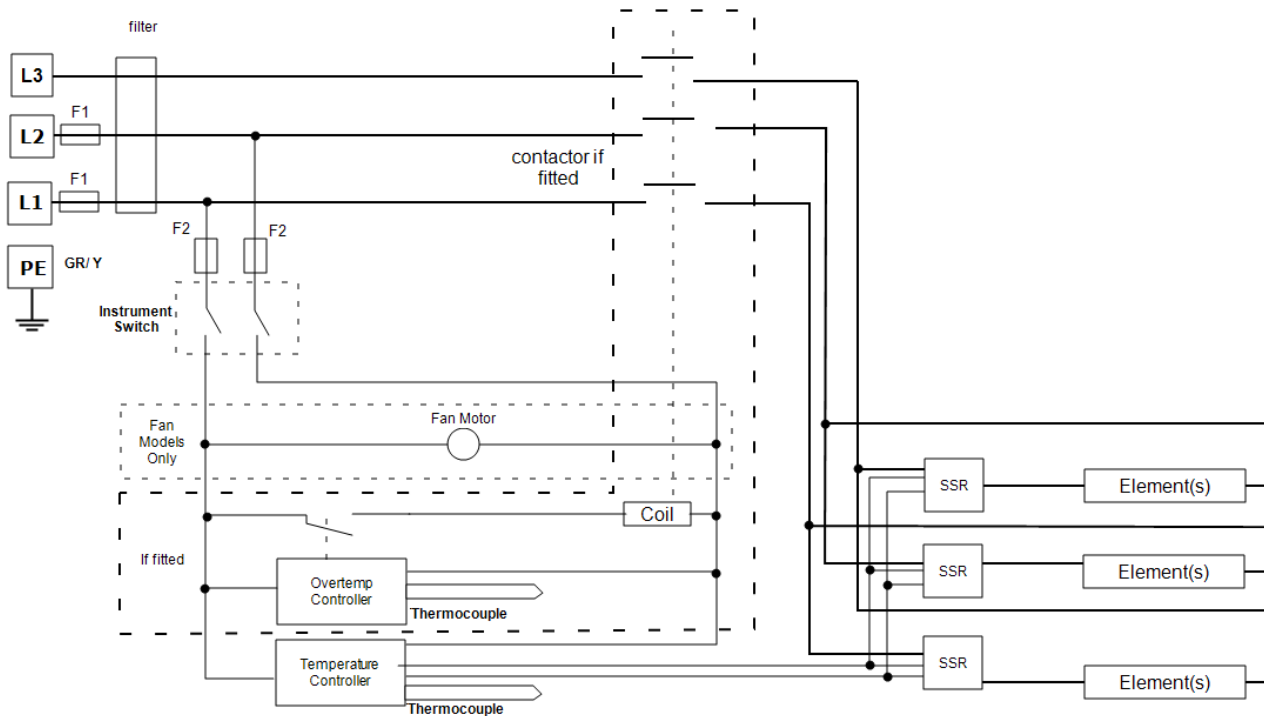 filter
L3
F1
L2
contactor if
fitted
F1
L1
F2
F2
PE
GR/Y
Instrument
Switch
Fan
Models
Only
Fan Motor
SSR
Element(s)
Coil
If fitted
Overtemp
Controller
Thermocouple
SSR
Element(s)
Temperature
Controller
Thermocouple
SSR
Element(s)